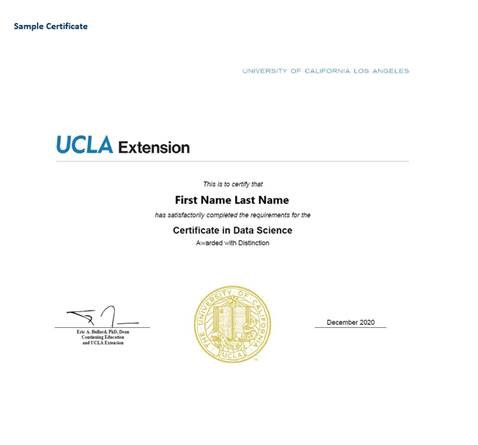 Sample Certificate
UNIVERSITY OF CALIFORNIA LOS ANGELES
UCLA Extension
This is to certify that
First Name Last Name
has satisfactorily completed the requirements for the
Certificate in Data Science
Awarded with Distinction
THE UNIVERSITY OF CALIFORNIA
UCLA
Eric A. Bullard, PhD, Dean
Continuing Education
and UCLA Extension
December 2020